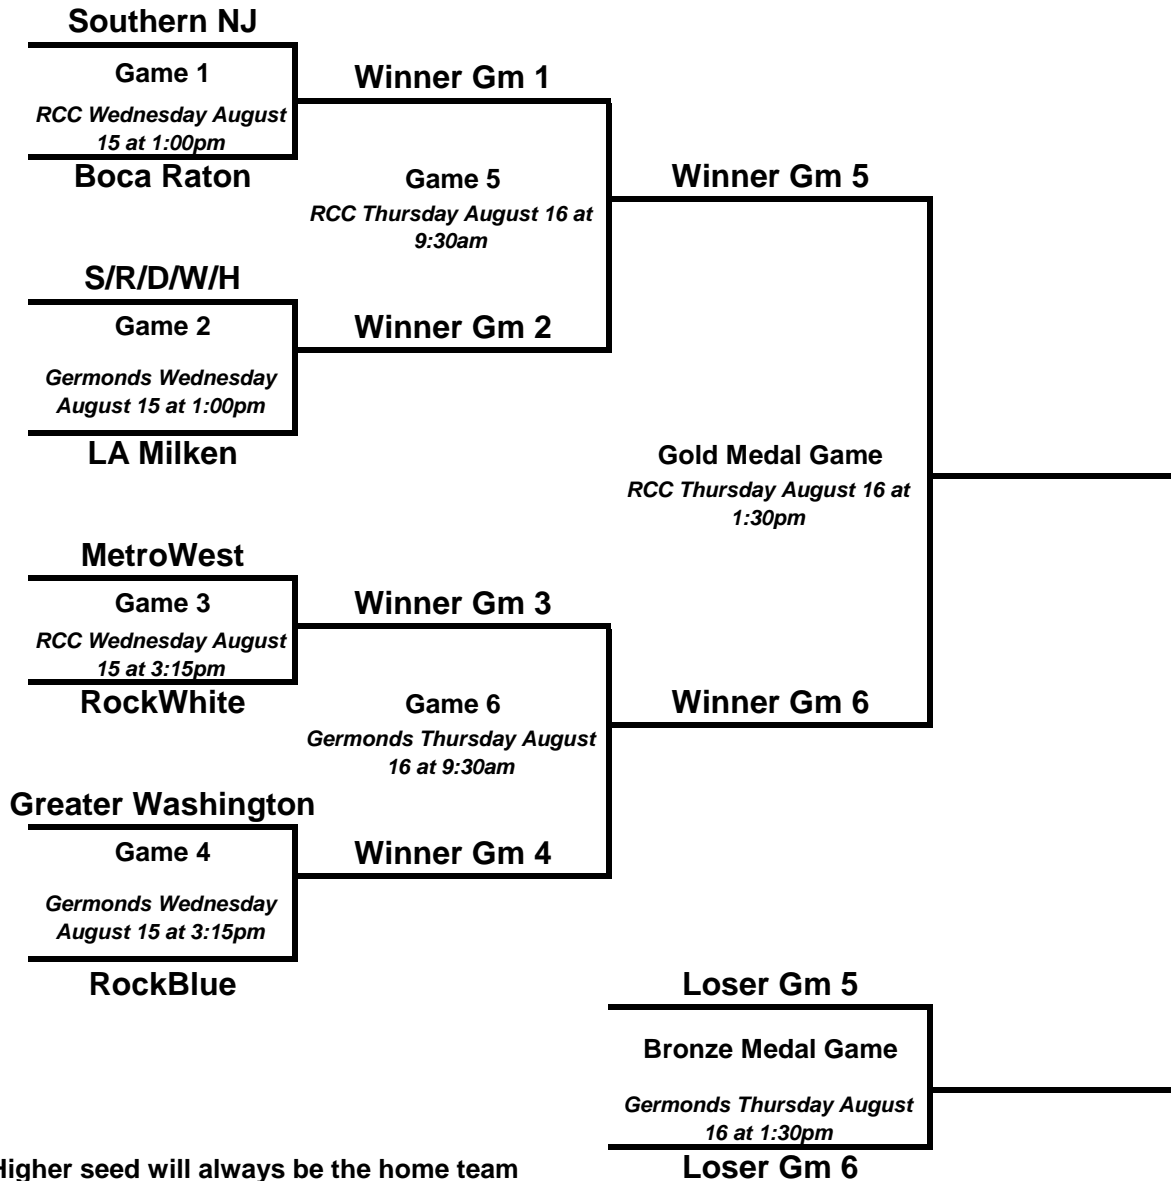 Southern NJ
Game 1
RCC Wednesday August
15 at 1:00pm
Boca Raton
Winner Gm 1
Game 5
RCC Thursday August 16 at
9:30am
Winner Gm 5
S/R/D/W/H
Game 2
Germonds Wednesday
August 15 at 1:00pm
LA Milken
Winner Gm 2
Gold Medal Game
RCC Thursday August 16 at
1:30pm
MetroWest
Game 3
RCC Wednesday August
15 at 3:15pm
RockWhite
Winner Gm 3
Game 6
Germonds Thursday August
16 at 9:30am
Winner Gm 6
Greater Washington
Game 4
Germonds Wednesday
August 15 at 3:15pm
RockBlue
Winner Gm 4
Loser Gm 5
Bronze Medal Game
Germonds Thursday August
16 at 1:30pm
Loser Gm 6
Higher seed will always be the home team